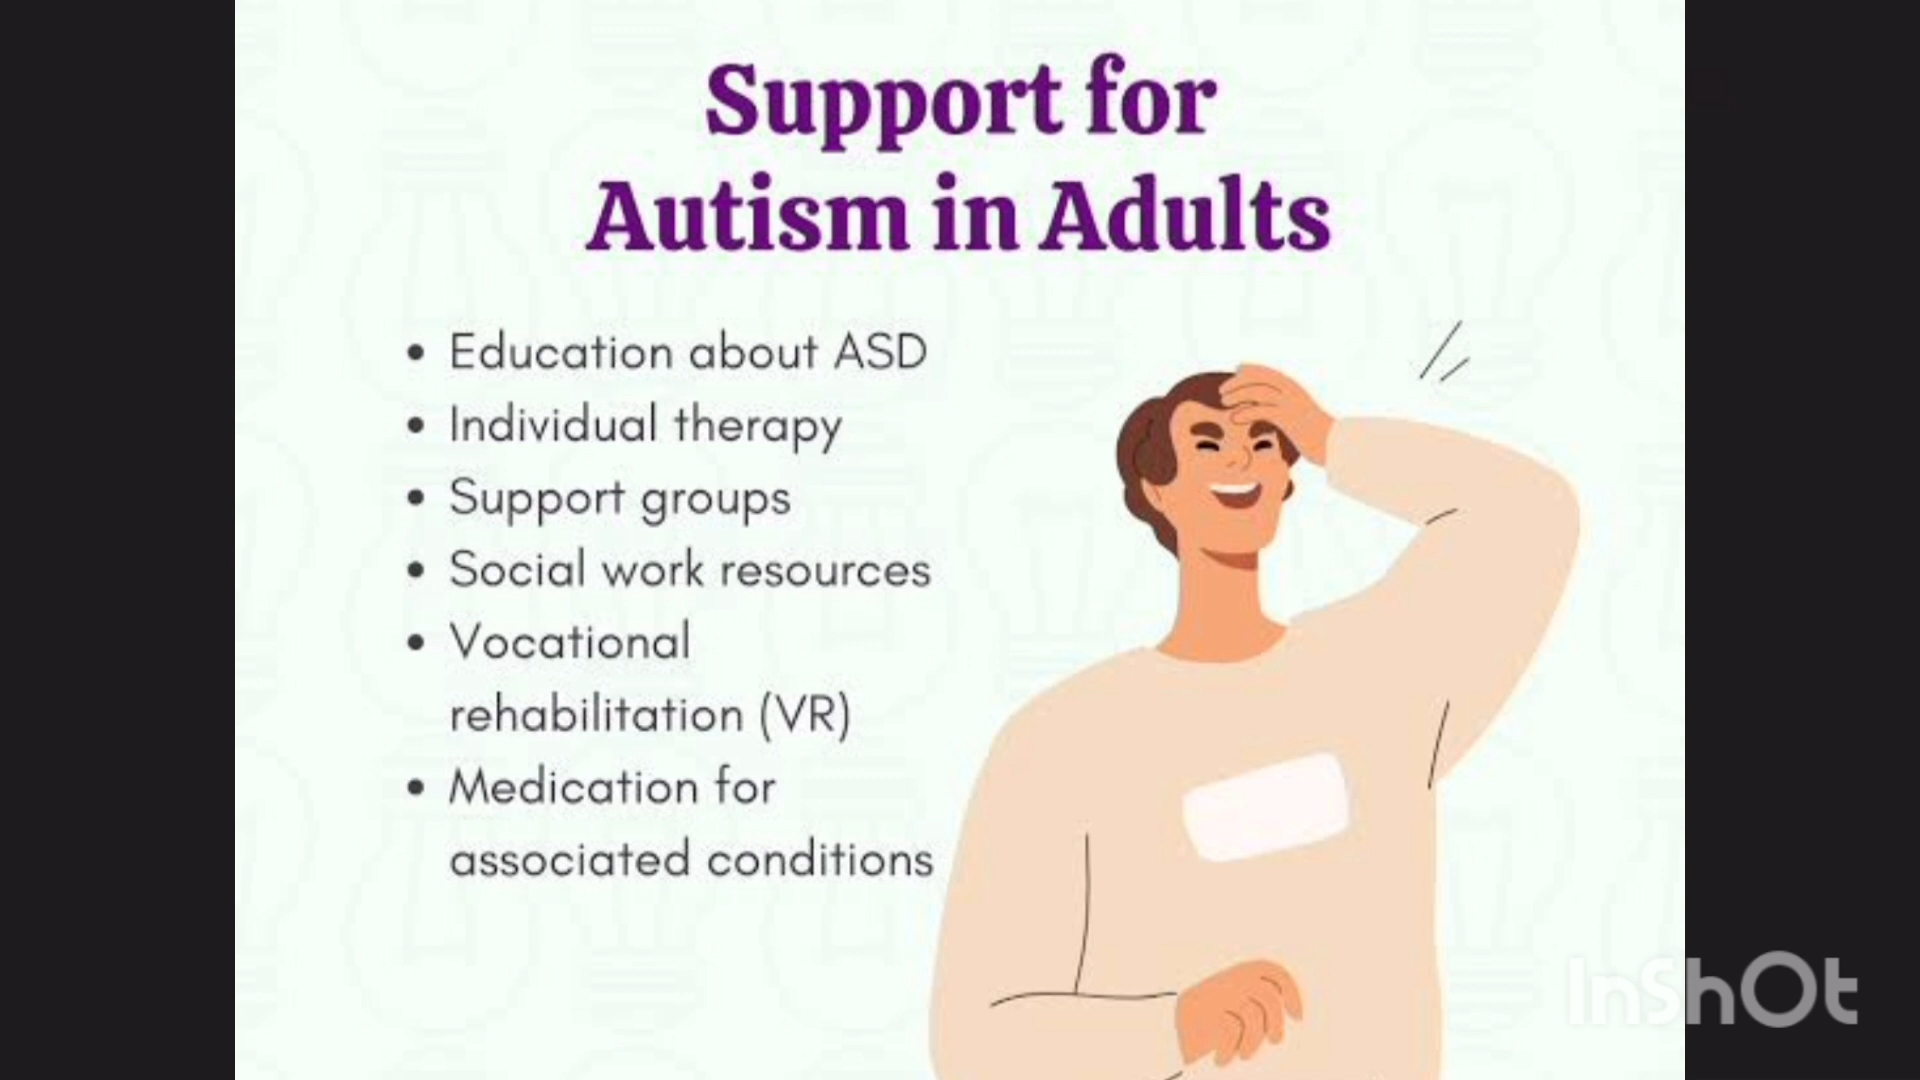 Support for
Autism in Adults
• Education about ASD
• Individual therapy
• Support groups
• Social work resources
• Vocational
rehabilitation (VR)
• Medication for
associated conditions
InShOt